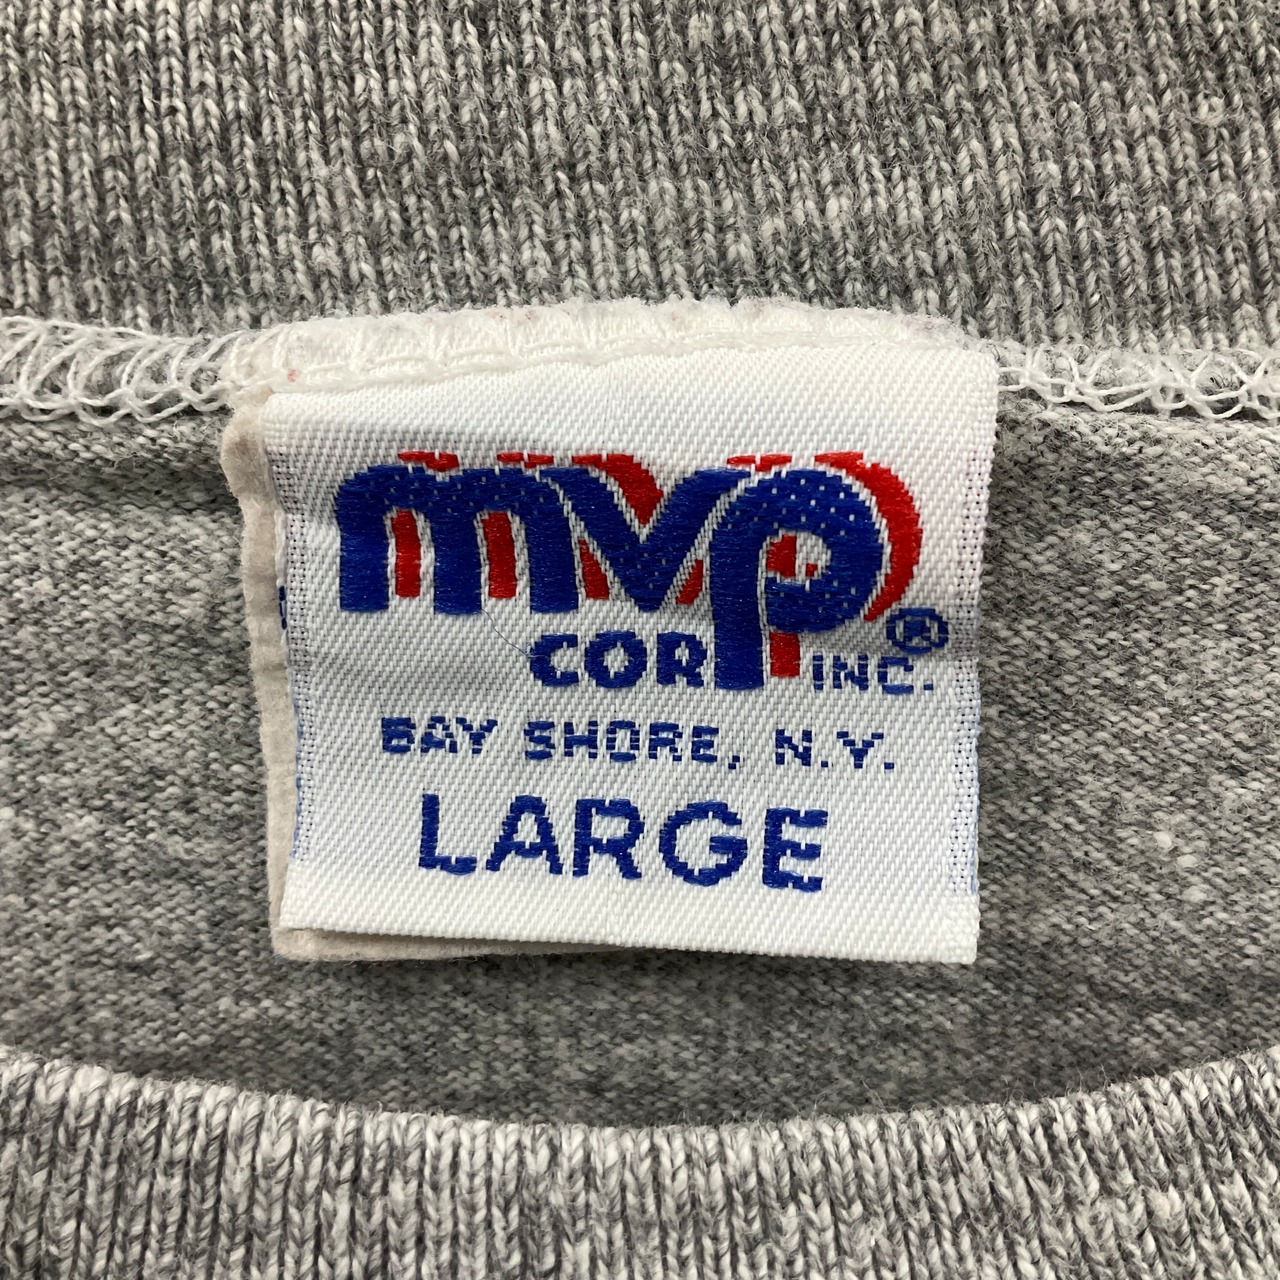 mvp®
CORP INC.
BAY SHORE, N.Y.
LARGE